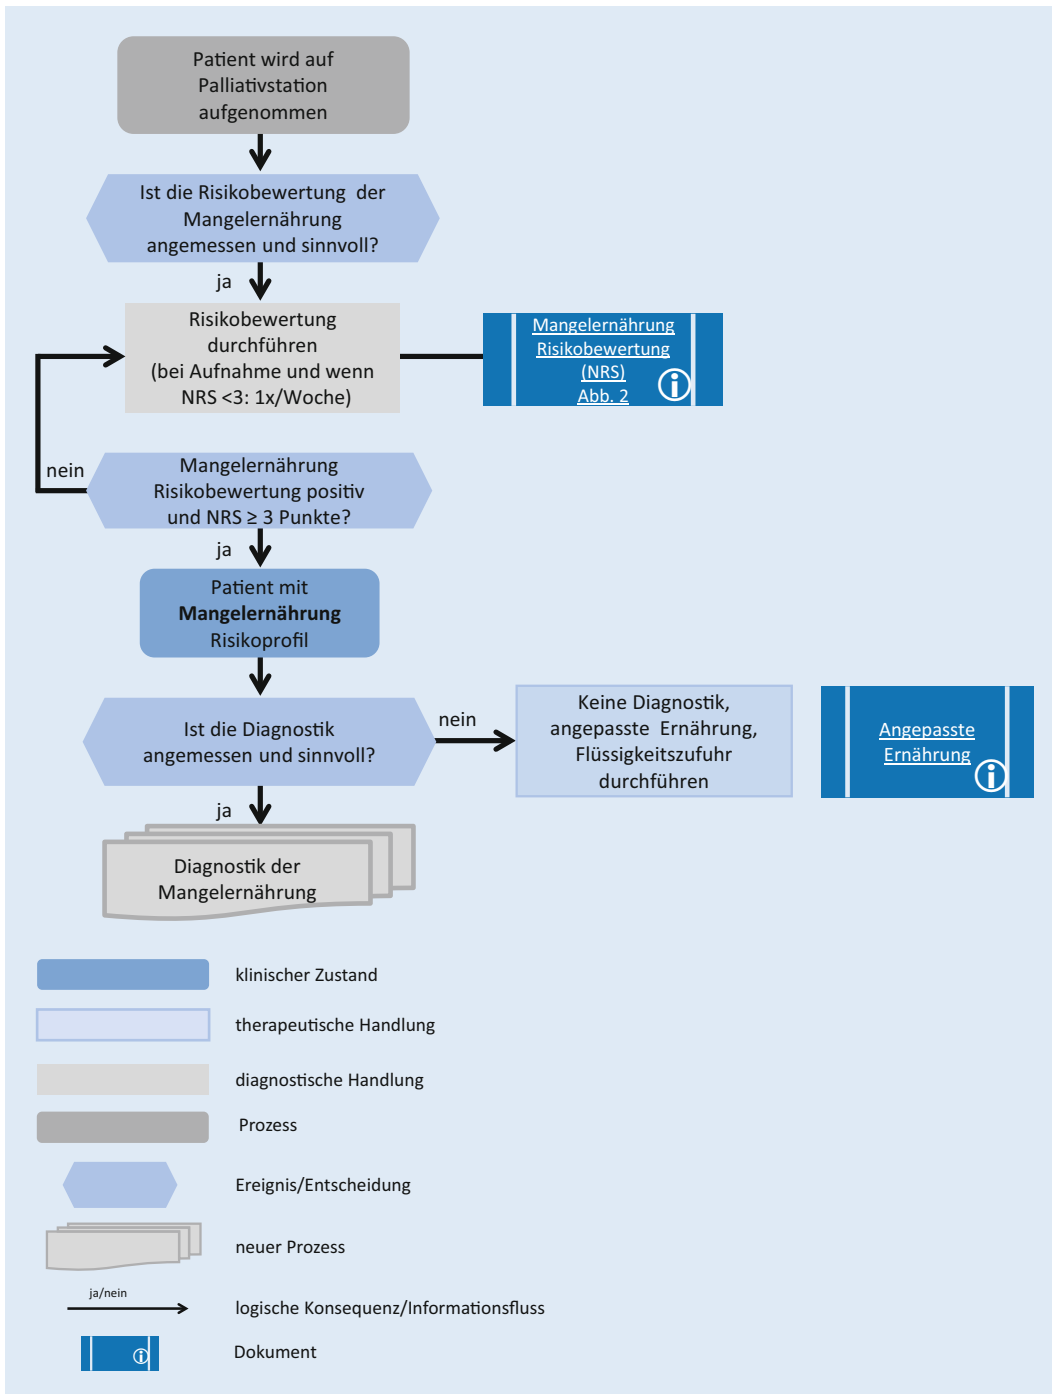 Patient wird auf
Palliativstation
aufgenommen
Ist die Risikobewertung der
Mangelernährung
angemessen und sinnvoll?
ja
Risikobewertung
durchführen
(bei Aufnahme und wenn
NRS <3: 1x/Woche)
Mangelernährung
Risikobewertung
(NRS)
Abb. 2
nein
Mangelernährung
Risikobewertung positiv
und NRS ≥ 3 Punkte?
ja
Patient mit
Mangelernährung
Risikoprofil
Ist die Diagnostik
angemessen und sinnvoll?
nein
Keine Diagnostik,
angepasste Ernährung,
Flüssigkeitszufuhr
durchführen
Angepasste
Ernährung
ja
Diagnostik der
Mangelernährung
klinischer Zustand
therapeutische Handlung
diagnostische Handlung
Prozess
Ereignis/Entscheidung
neuer Prozess
ja/nein
logische Konsequenz/Informationsfluss
Dokument